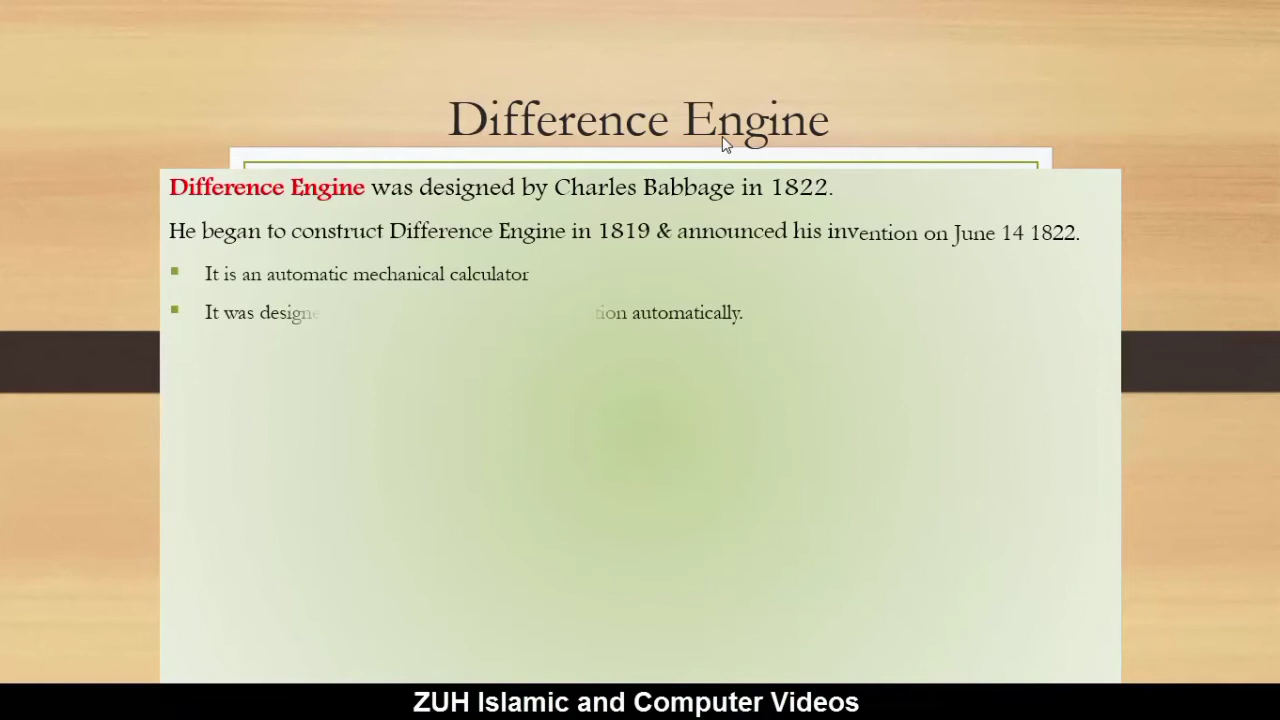 Difference Engine
Difference Engine was designed by Charles Babbage in 1822.
He began to construct Difference Engine in 1819 & announced his invention on June 14 1822.
It is an automatic mechanical calculator
It was automatically.
ZUH Islamic and Computer Videos